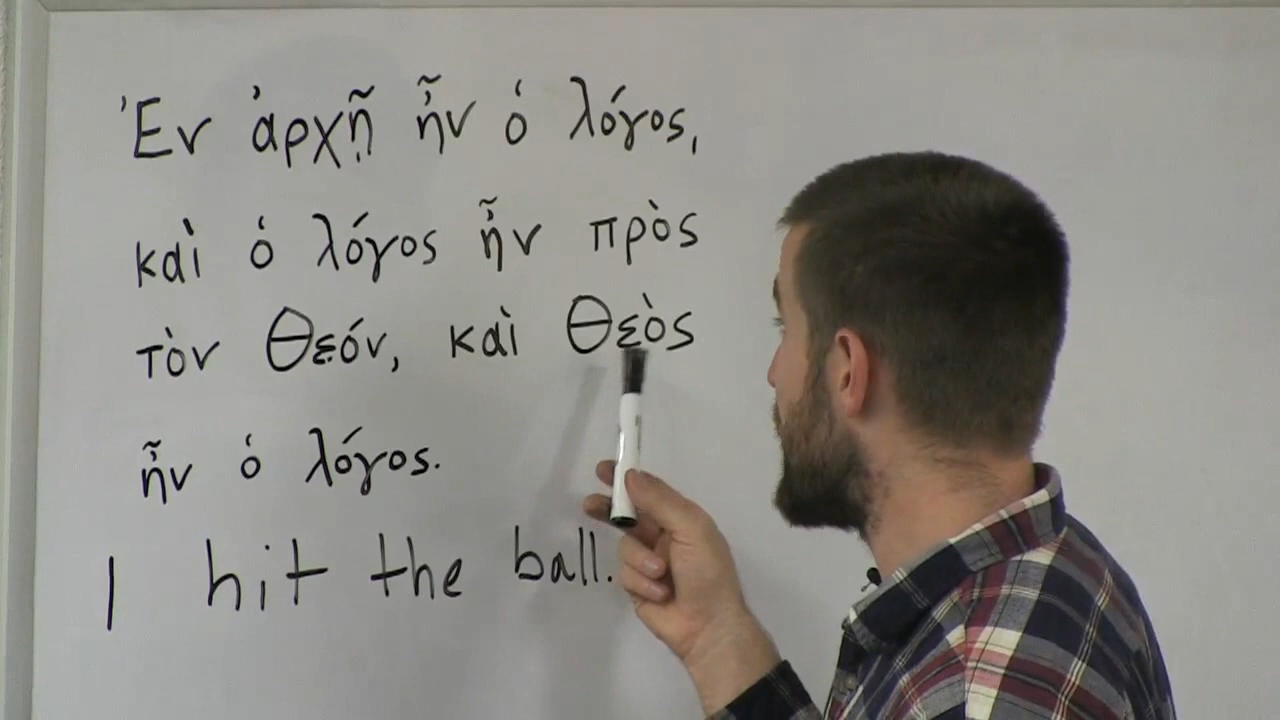 Ἐν ἀρχῇ ἦν ὁ λόγος,
καὶ ὁ λόγος ἦν πρὸς
τὸν Θεόν, καὶ Θεὸς
ἦν ὁ λόγος.
I hit the ball.